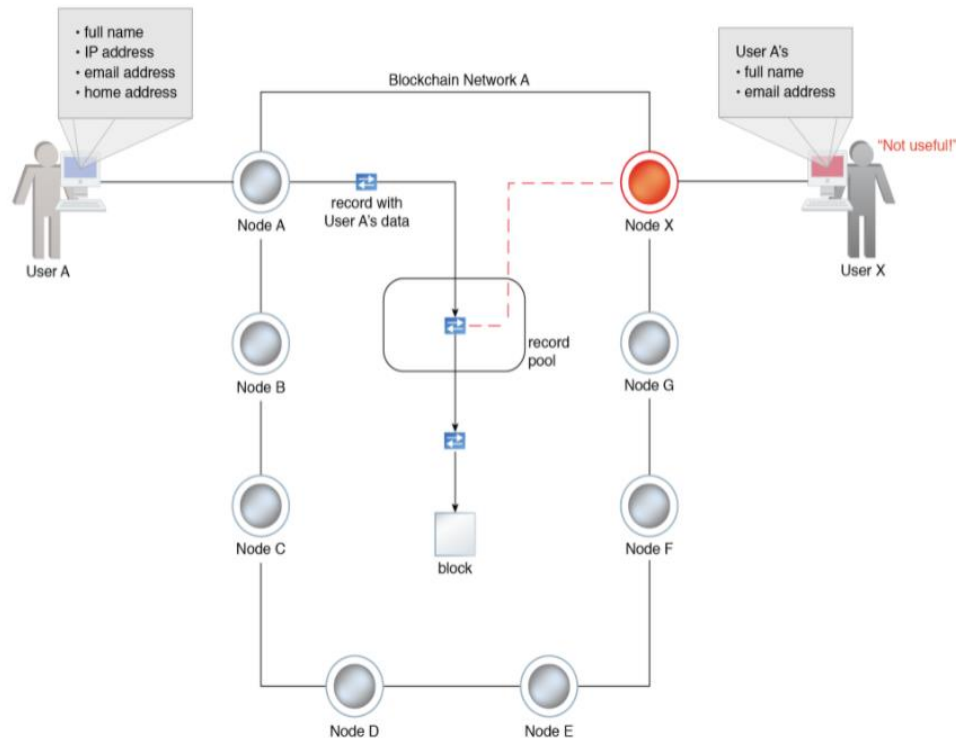 • full name
• IP address
• email address
• home address
Blockchain Network A
User A's
• full name
• email address
"Not useful!"
record with
User A's data
Node A
Node X
User A
User X
record
pool
Node B
Node G
Node C
Node F
block
Node D
Node E